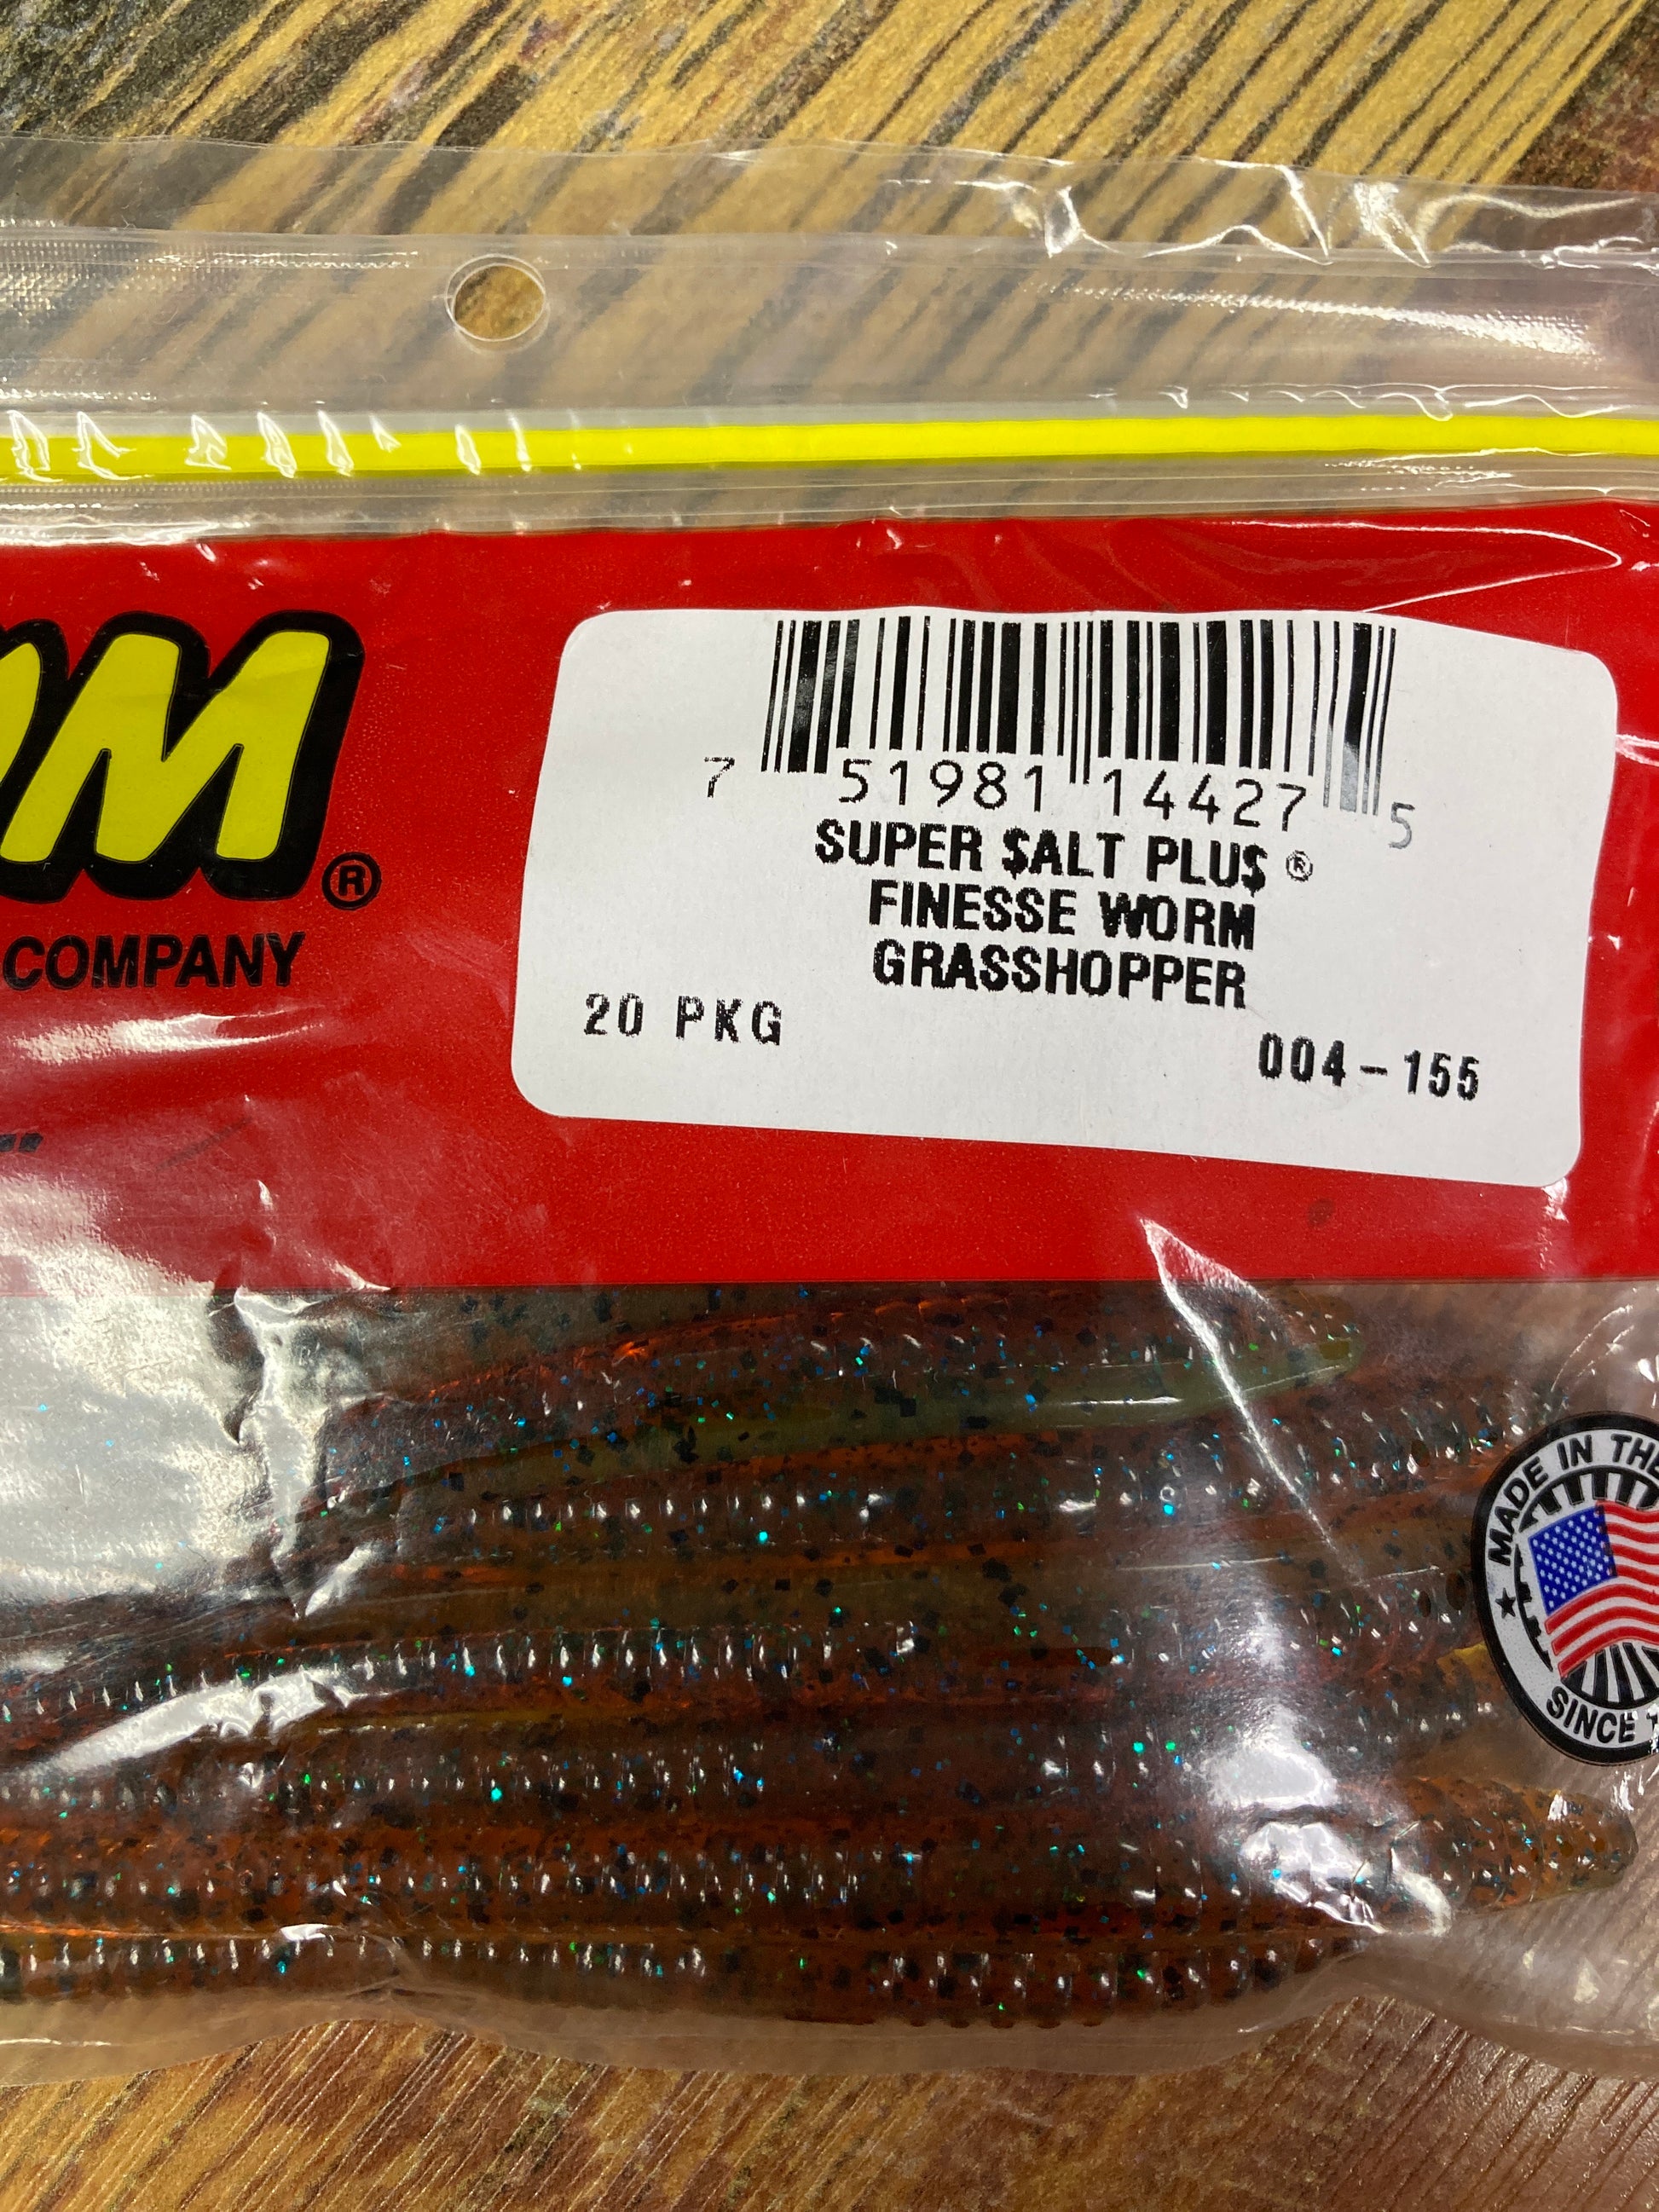 OM®
COMPANY
7 51981 14427 5
SUPER $ALT PLU$®
FINESSE WORM
GRASSHOPPER
20 PKG
004-155
MADE IN THE
SINCE